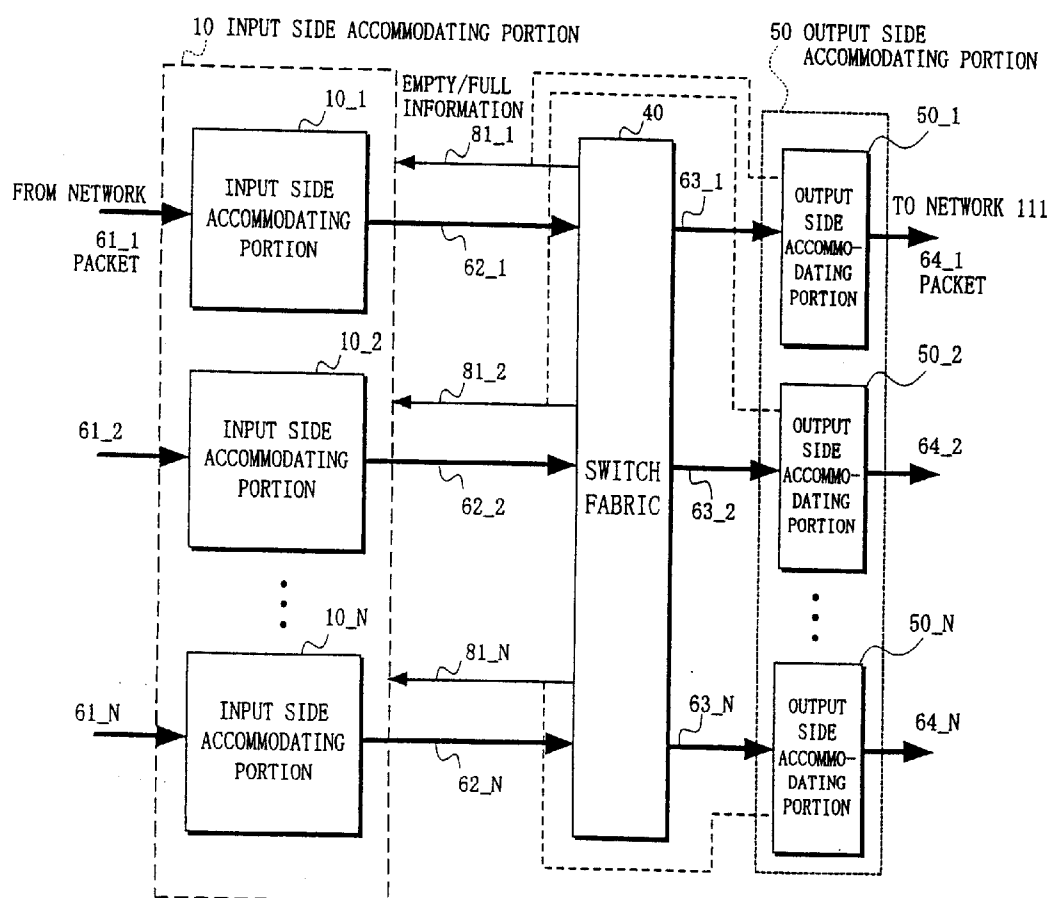 10 INPUT SIDE ACCOMMODATING PORTION
50 OUTPUT SIDE
ACCOMMODATING PORTION
EMPTY/FULL
INFORMATION
10_1
81_1
40
50_1
FROM NETWORK
61_1
PACKET
INPUT SIDE
ACCOMMODATING
PORTION
62_1
63_1
OUTPUT
SIDE
ACCOMMO-
DATING
PORTION
TO NETWORK 111
64_1
PACKET
10_2
81_2
50_2
61_2
INPUT SIDE
ACCOMMODATING
PORTION
62_2
SWITCH
FABRIC
63_2
OUTPUT
SIDE
ACCOMMO-
DATING
PORTION
64_2
10_N
81_N
50_N
61_N
INPUT SIDE
ACCOMMODATING
PORTION
62_N
63_N
OUTPUT
SIDE
ACCOMMO-
DATING
PORTION
64_N